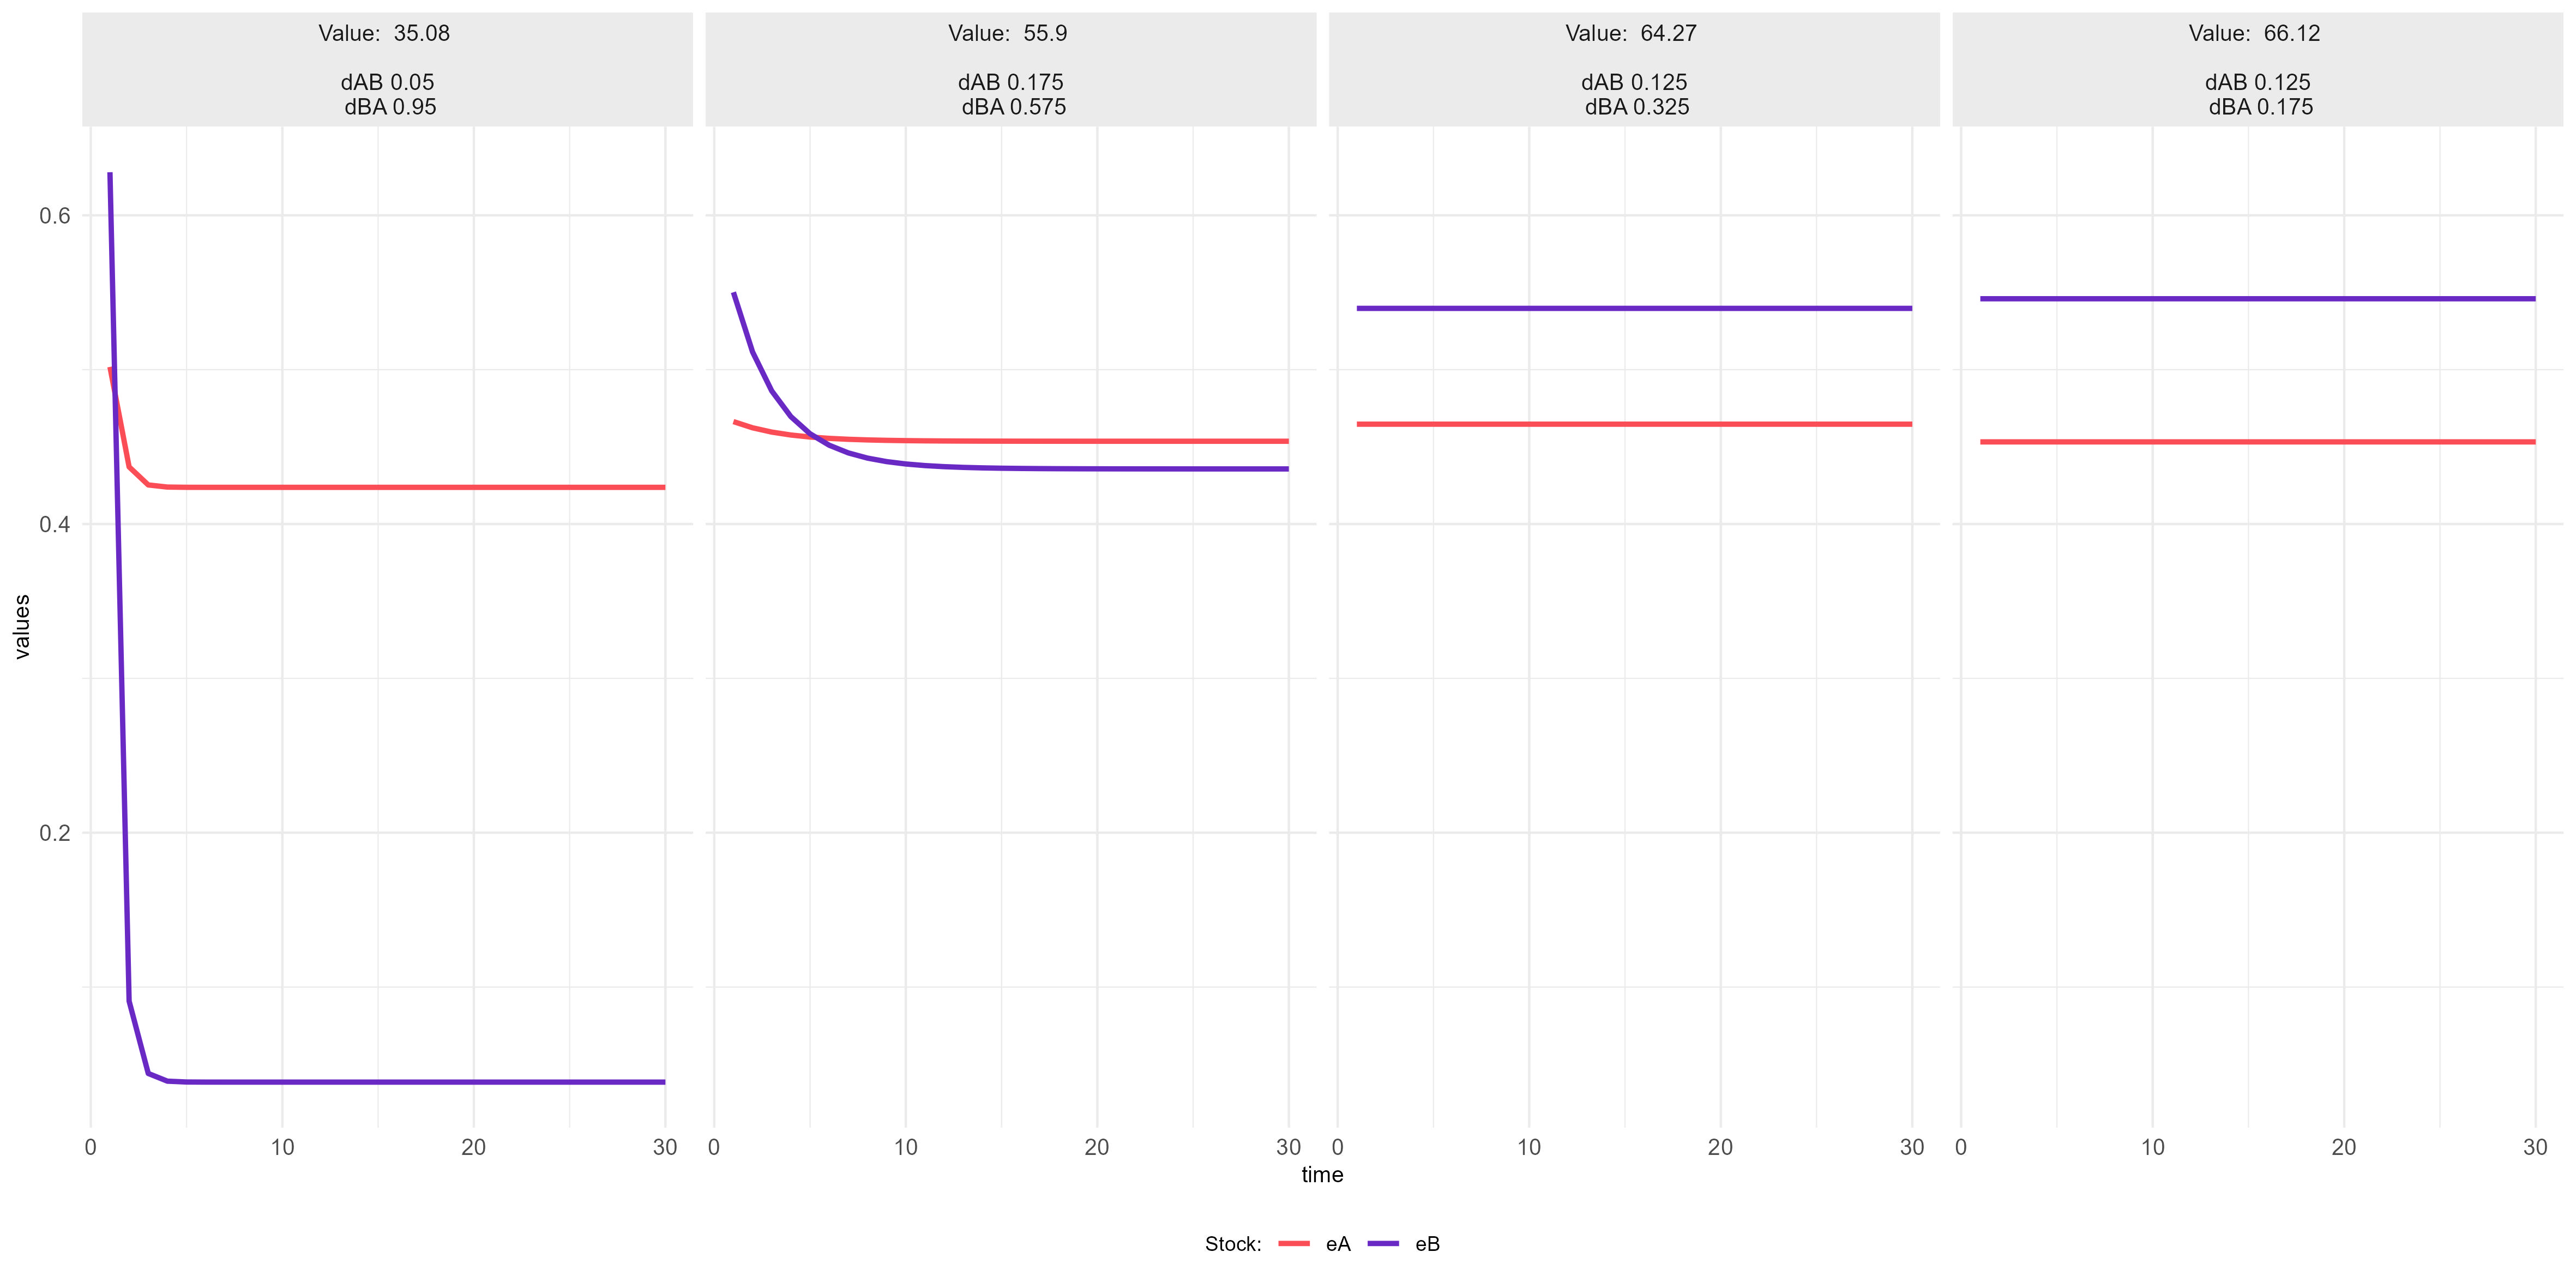 Value:  35.08
dAB 0.05
dBA 0.95
Value:  55.9
dAB 0.175
dBA 0.575
Value:  64.27
dAB 0.125
dBA 0.325
Value:  66.12
dAB 0.125
dBA 0.175
values
0.6
0.4
0.2
0 10 20 30
0 10 20 30
0 10 20 30
0 10 20 30
time
Stock: eA eB